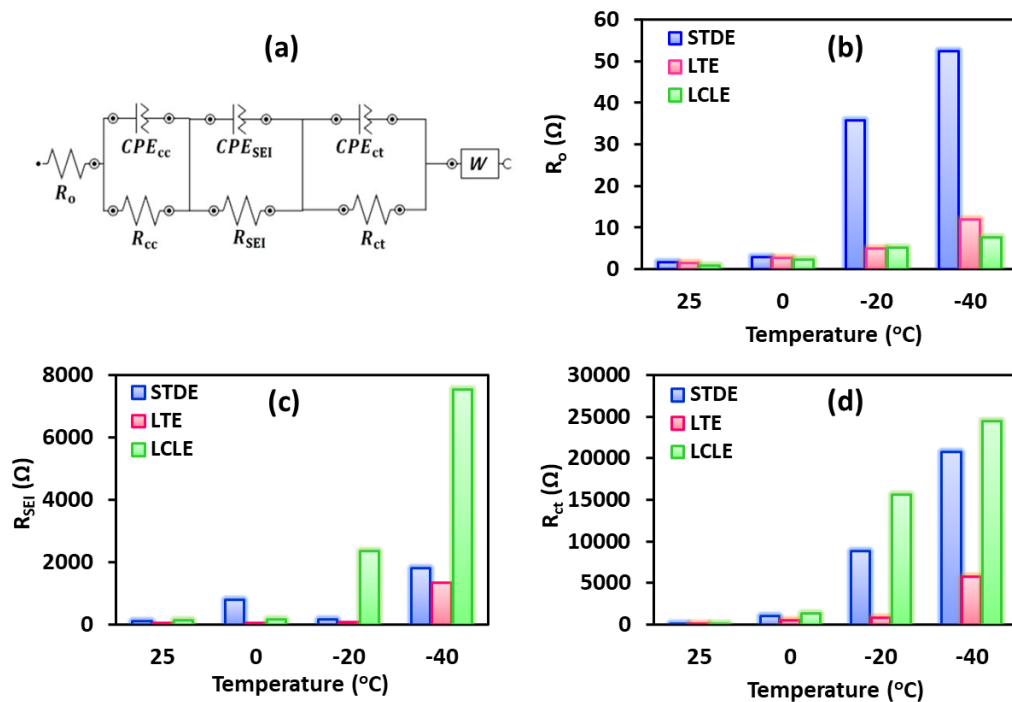 (a)
CPEcc CPESEI CPEct
Ro
W
Rcc RSEI Rct
(b)
STDE
LTE
LCLE
Ro (Ω)
60
50
40
30
20
10
0
25 0 -20 -40
Temperature (°C)
(c)
STDE
LTE
LCLE
RSEI (Ω)
8000
6000
4000
2000
0
25 0 -20 -40
Temperature (°C)
(d)
STDE
LTE
LCLE
Rct (Ω)
30000
25000
20000
15000
10000
5000
0
25 0 -20 -40
Temperature (°C)